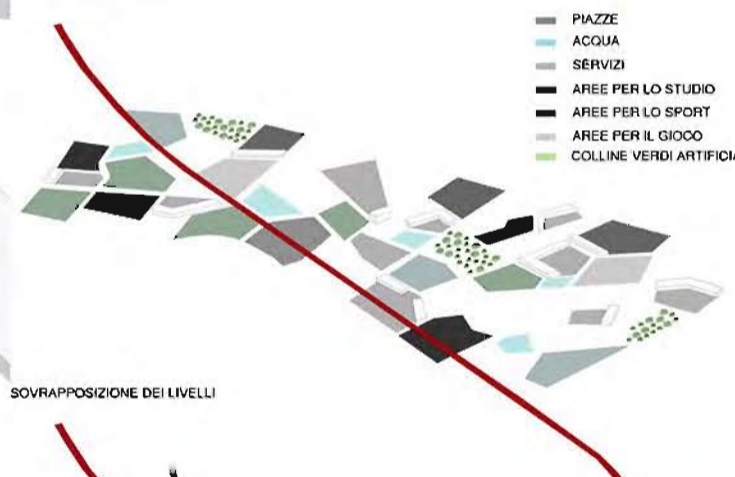 PIAZZE
ACQUA
SERVIZI
AREE PER LO STUDIO
AREE PER LO SPORT
AREE PER IL GIOCO
COLLINE VERDI ARTIFICIA
SOVRAPPOSIZIONE DEI LIVELLI